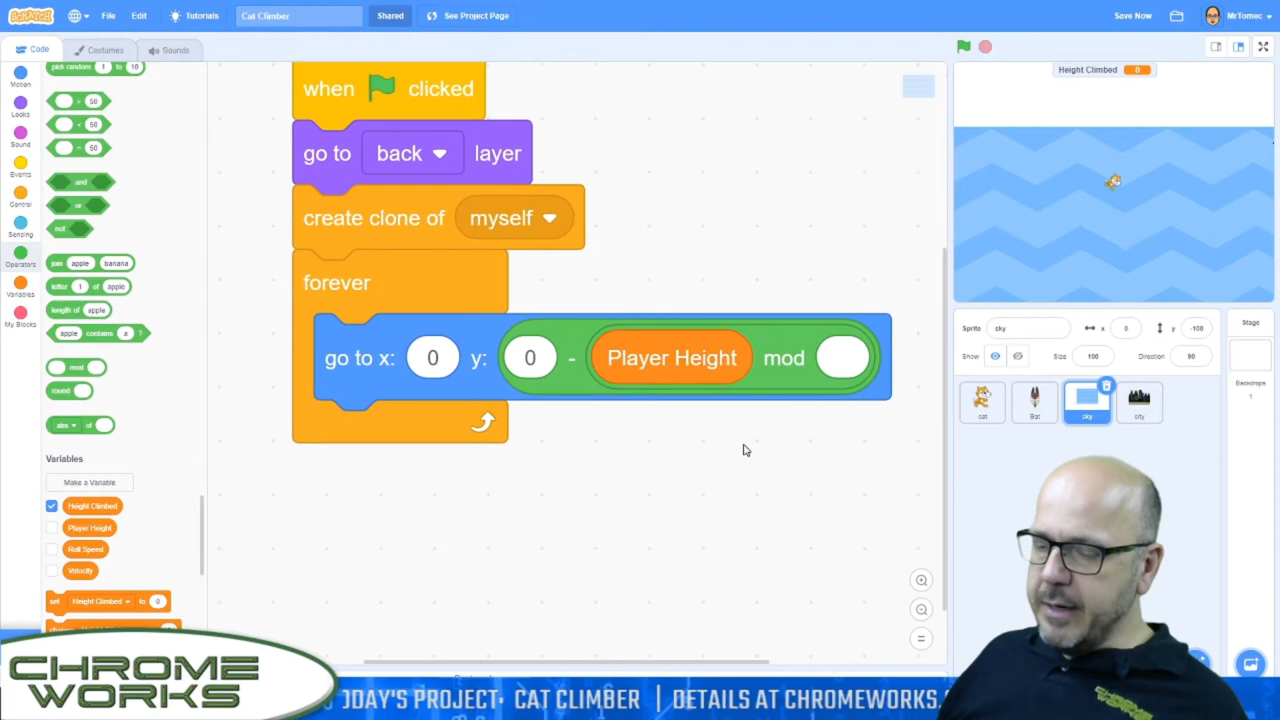 SCRATCH
File
Edit
Tutorials
Cat Climber
Shared
See Project Page
Save Now
MrTomec
Code
Costumes
Sounds
Motion
Looks
Sound
Events
Control
Sensing
Operators
Variables
My Blocks
pick random 1 to 10
> 50
< 50
= 50
and
or
not
join apple banana
letter 1 of apple
length of apple
apple contains a ?
mod
round
abs of
Variables
Make a Variable
Height Climbed
Player Height
Velocity
set Height Climbed to 0
when clicked
go to back layer
create clone of myself
forever
go to x: 0 y: 0 - Player Height mod
Height Climbed 0
Sprite sky
x 0
y -100
Show
Size 100
Direction 90
cat
Bat
sky
city
Stage
Backdrops
1
CHROME
WORKS
ODAY'S PROJECT: CAT CLIMBER | DETAILS AT CHROMEWORKS.
CHROME
WORKS